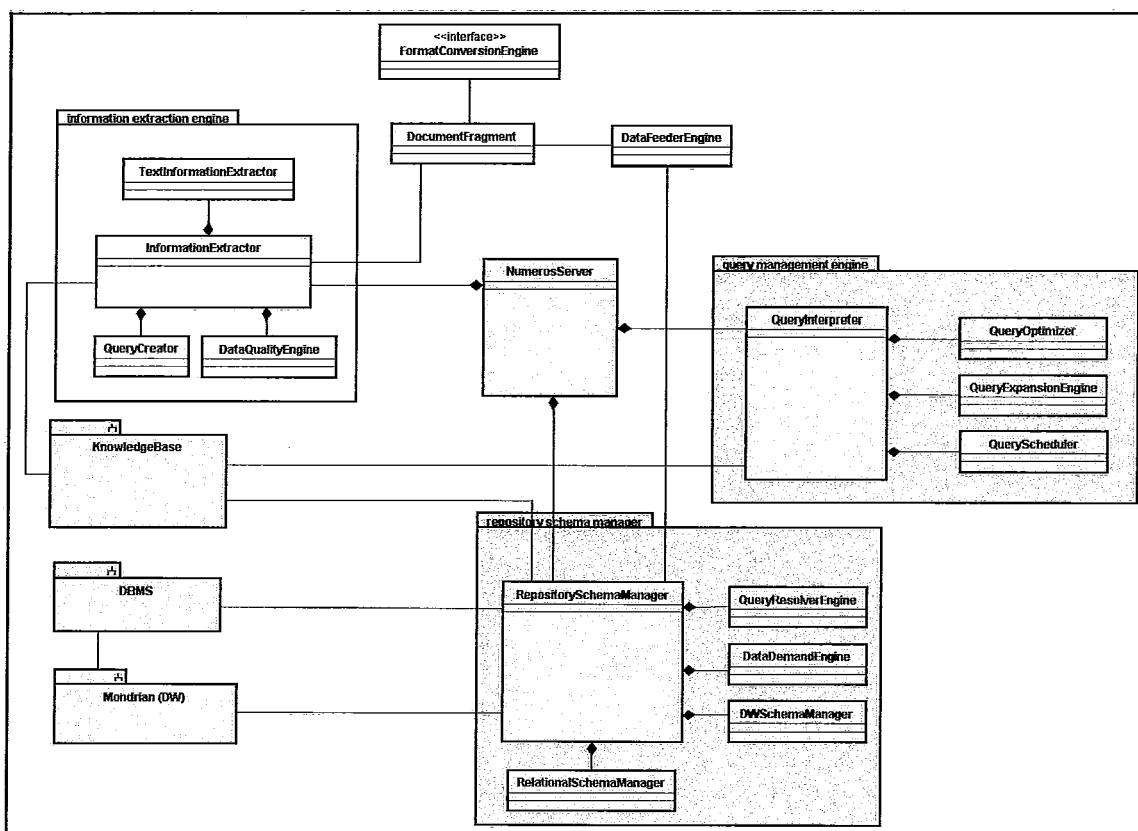 <<interface>>
FormatConversionEngine
information extraction engine
DocumentFragment
DataFeederEngine
TextInformationExtractor
InformationExtractor
NumerosServer
query management engine
QueryInterpreter
QueryOptimizer
QueryCreator
DataQualityEngine
QueryExpansionEngine
KnowledgeBase
QueryScheduler
repository schema manager
DBMS
RepositorySchemaManager
QueryResolverEngine
DataDemandEngine
Mondrian (DW)
DWSchemaManager
RelationalSchemaManager